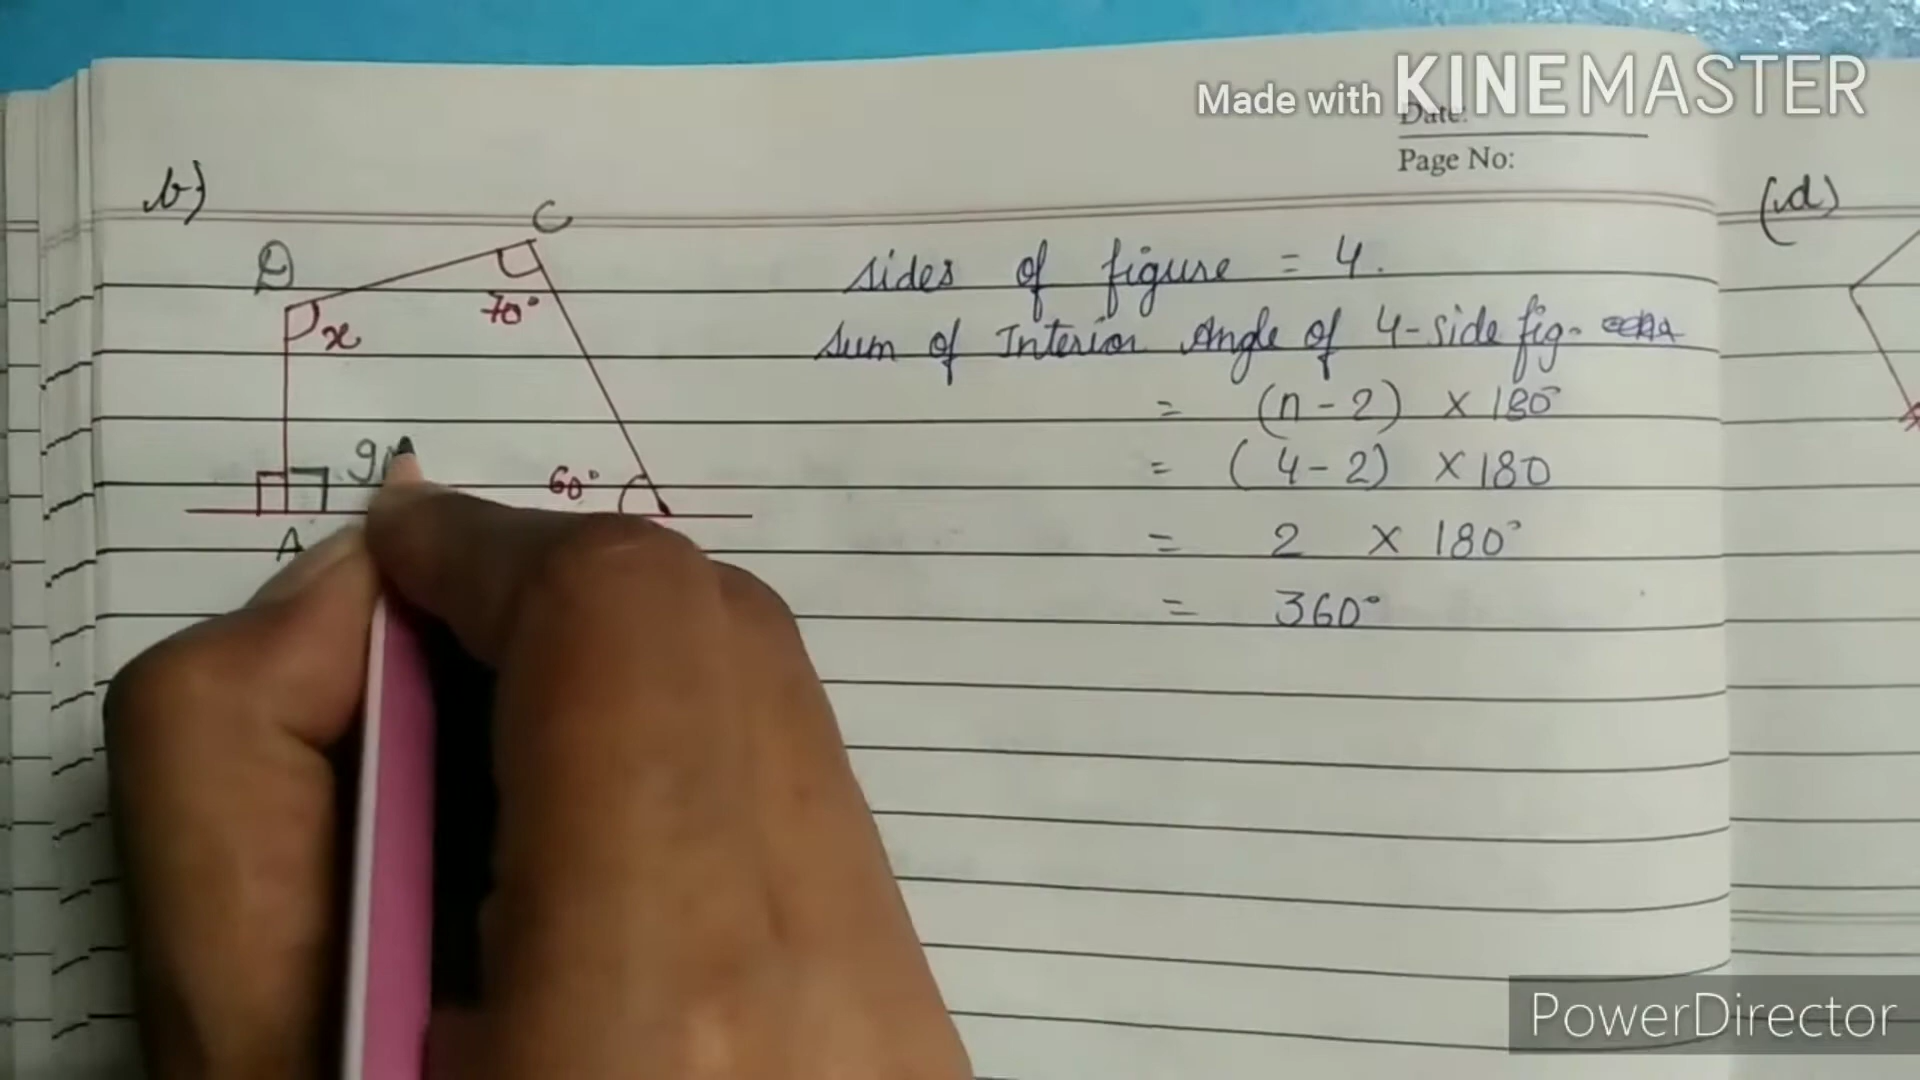 Made with KINEMASTER
Date:
Page No:
b)
(d)
C
D
x
70°
60°
A
sides of figure = 4.
sum of Interior Angle of 4-side fig.
= (n-2) × 180°
= (4-2) × 180
= 2 × 180°
= 360°
PowerDirector